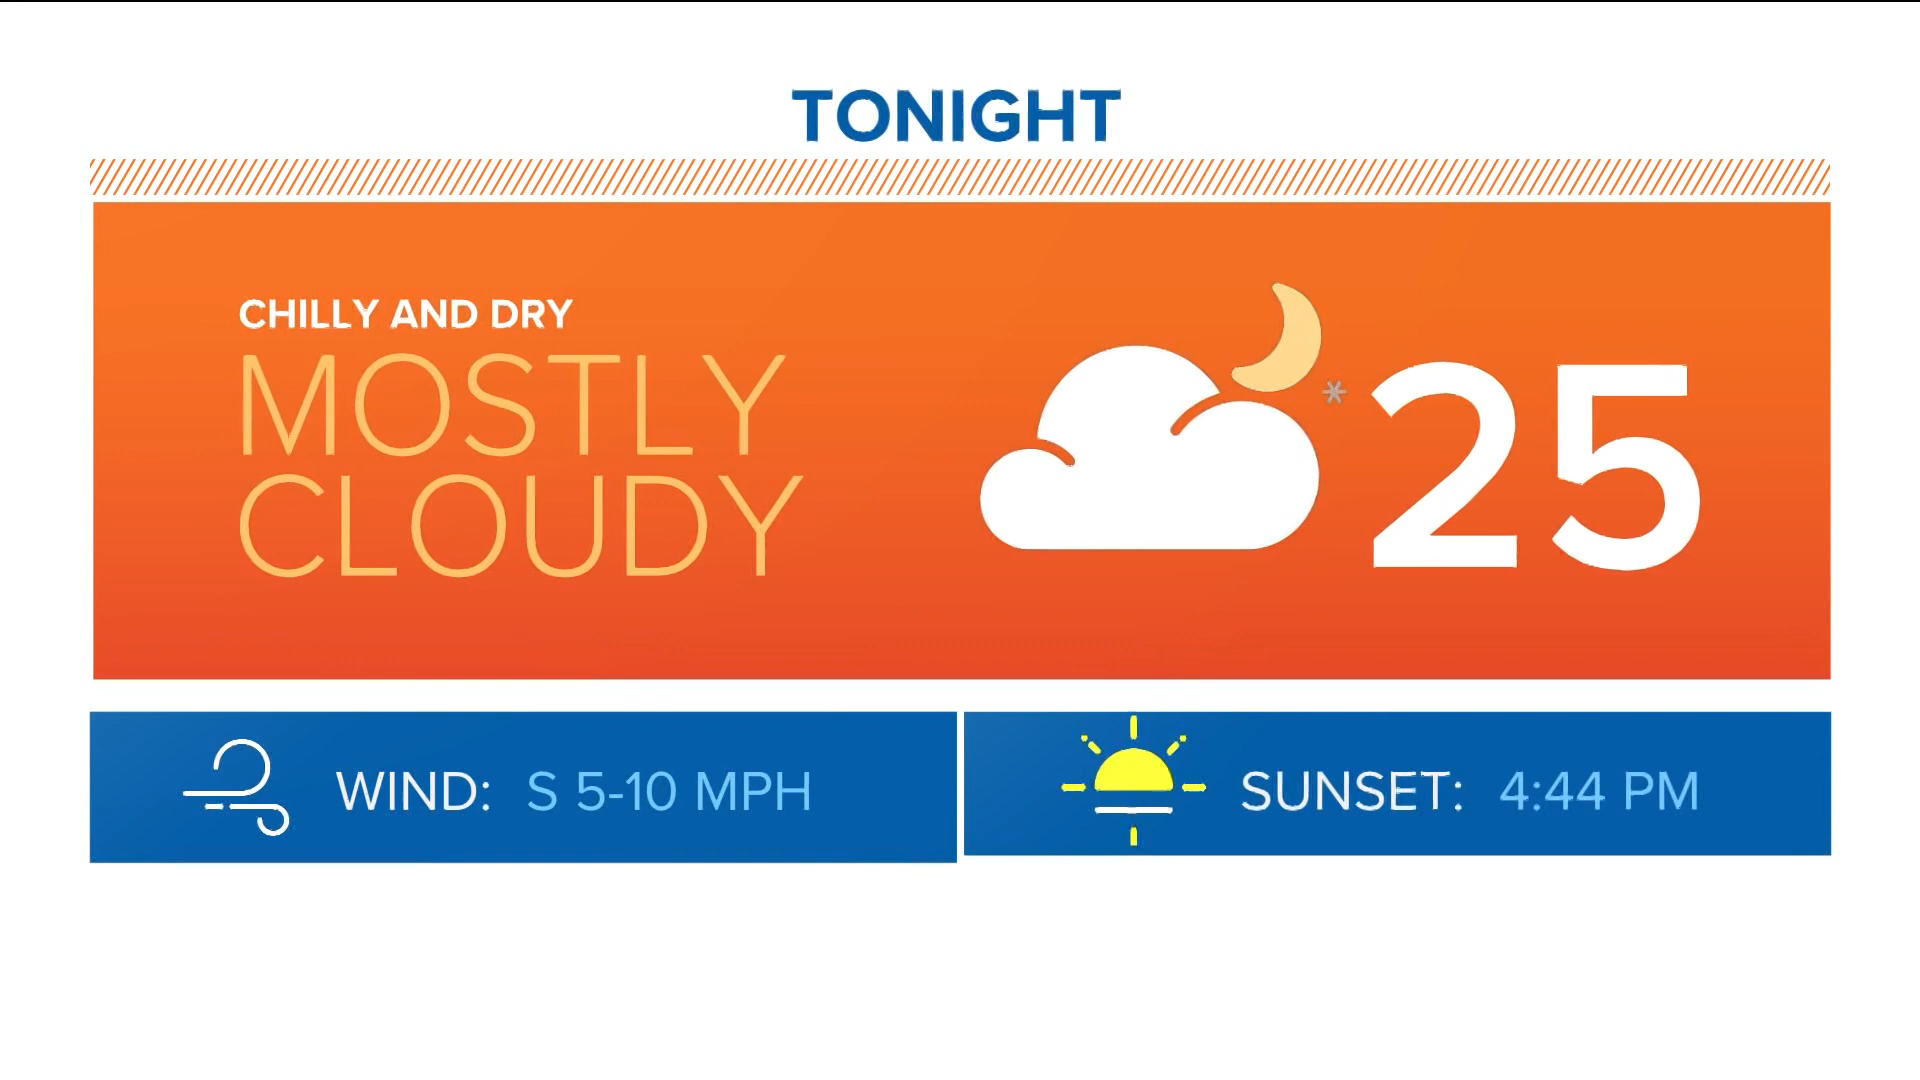 TONIGHT
CHILLY AND DRY
MOSTLY
CLOUDY
25
WIND: S 5-10 MPH
SUNSET: 4:44 PM